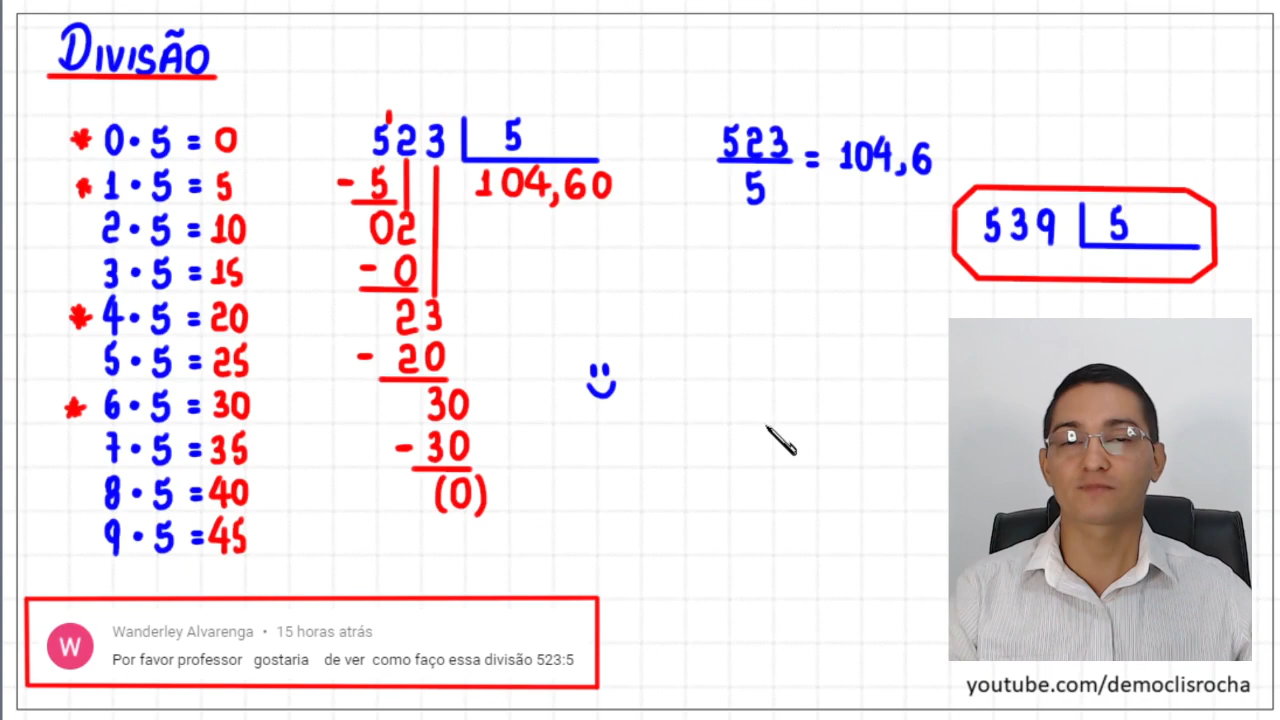 DIVISÃO
* 0 · 5 = 0
* 1 · 5 = 5
2 · 5 = 10
3 · 5 = 15
* 4 · 5 = 20
5 · 5 = 25
* 6 · 5 = 30
7 · 5 = 35
8 · 5 = 40
9 · 5 = 45
523 5
- 5 104,60
02
- 0
23
- 20
30
- 30
(0)
523
5
= 104,6
539 5
W
Wanderley Alvarenga • 15 horas atrás
Por favor professor gostaria de ver como faço essa divisão 523:5
youtube.com/democlisrocha